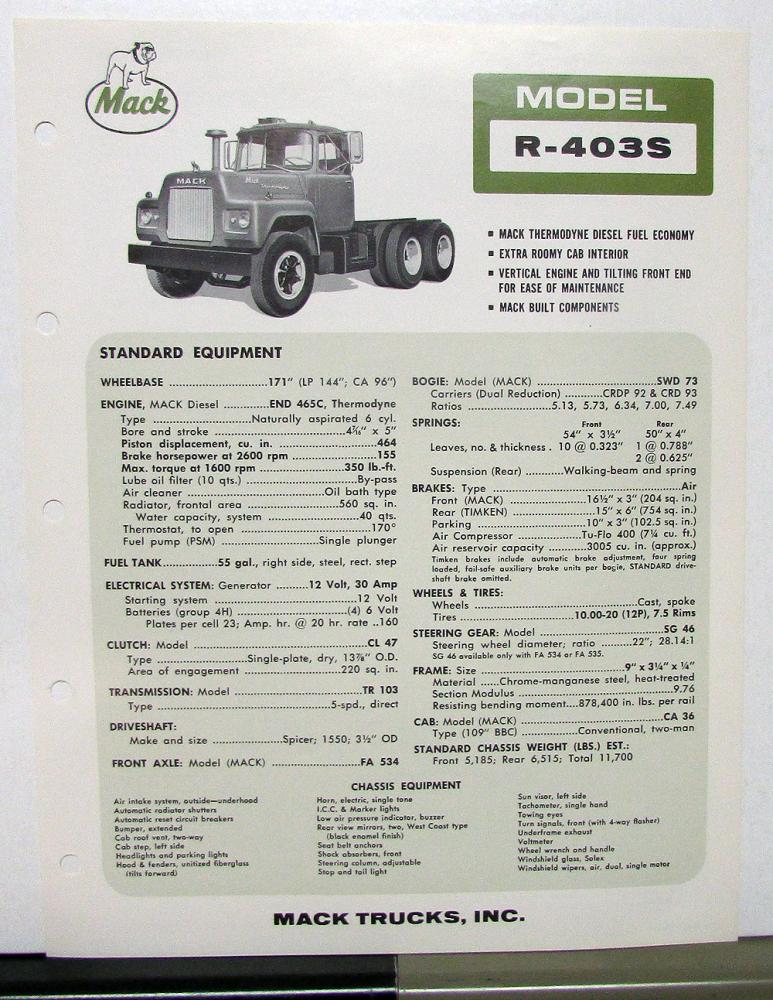 Mack
MODEL
R-403S
MACK
Mack
MACK THERMODYNE DIESEL FUEL ECONOMY
EXTRA ROOMY CAB INTERIOR
VERTICAL ENGINE AND TILTING FRONT END
FOR EASE OF MAINTENANCE
MACK BUILT COMPONENTS
STANDARD EQUIPMENT
WHEELBASE ..........................171″ (LP 144″; CA 96″)
ENGINE, MACK Diesel ............END 465C, Thermodyne
Type ..............................Naturally aspirated 6 cyl.
Bore and stroke ..............................4⁷⁄₁₆″ x 5″
Piston displacement, cu. in. ..........................464
Brake horsepower at 2600 rpm ......................155
Max. torque at 1600 rpm ......................350 lb.-ft.
Lube oil filter (10 qts.) ..............................By-pass
Air cleaner ..................................Oil bath type
Radiator, frontal area ......................560 sq. in.
Water capacity, system ..........................40 qts.
Thermostat, to open ..............................170°
Fuel pump (PSM) ..........................Single plunger
FUEL TANK..............55 gal., right side, steel, rect. step
ELECTRICAL SYSTEM: Generator .........12 Volt, 30 Amp
Starting system ..................................12 Volt
Batteries (group 4H) ..........................(4) 6 Volt
Plates per cell 23; Amp. hr. @ 20 hr. rate ..160
CLUTCH: Model ..........................................CL 47
Type ......................Single-plate, dry, 13⅞″ O.D.
Area of engagement ..........................220 sq. in.
TRANSMISSION: Model ..............................TR 103
Type ..........................................5-spd., direct
DRIVESHAFT:
Make and size ....................Spicer; 1550; 3½″ OD
FRONT AXLE: Model (MACK) ......................FA 534
BOGIE: Model (MACK) ..............................SWD 73
Carriers (Dual Reduction) ..........CRDP 92 & CRD 93
Ratios ....................5.13, 5.73, 6.34, 7.00, 7.49
SPRINGS: Front Rear
54″ x 3½″ 50″ x 4″
Leaves, no. & thickness . 10 @ 0.323″ 1 @ 0.788″
2 @ 0.625″
Suspension (Rear) ..........Walking-beam and spring
BRAKES: Type ..............................................Air
Front (MACK) ....................16½″ x 3″ (204 sq. in.)
Rear (TIMKEN) ....................15″ x 6″ (754 sq. in.)
Parking ..........................10″ x 3″ (102.5 sq. in.)
Air Compressor ................Tu-Flo 400 (7¼ cu. ft.)
Air reservoir capacity ..........3005 cu. in. (approx.)
Timken brakes include automatic brake adjustment, four spring
loaded, fail-safe auxiliary brake units per bogie, STANDARD drive-
shaft brake omitted.
WHEELS & TIRES:
Wheels ......................................Cast, spoke
Tires ..........................10.00-20 (12P), 7.5 Rims
STEERING GEAR: Model ..............................SG 46
Steering wheel diameter; ratio ..........22″; 28.14:1
SG 46 available only with FA 534 or FA 535.
FRAME: Size ..............................9″ x 3¼″ x ¼″
Material ......Chrome-manganese steel, heat-treated
Section Modulus ......................................9.76
Resisting bending moment....878,400 in. lbs. per rail
CAB: Model (MACK) ..................................CA 36
Type (109″ BBC) ..................Conventional, two-man
STANDARD CHASSIS WEIGHT (LBS.) EST.:
Front 5,185; Rear 6,515; Total 11,700
CHASSIS EQUIPMENT
Air intake system, outside—underhood
Automatic radiator shutters
Automatic reset circuit breakers
Bumper, extended
Cab roof vent, two-way
Cab step, left side
Headlights and parking lights
Hood & fenders, unitized fiberglass
(tilts forward)
Horn, electric, single tone
I.C.C. & Marker lights
Low air pressure indicator, buzzer
Rear view mirrors, two, West Coast type
(black enamel finish)
Seat belt anchors
Shock absorbers, front
Steering column, adjustable
Stop and tail light
Sun visor, left side
Tachometer, single hand
Towing eyes
Turn signals, front (with 4-way flasher)
Underframe exhaust
Voltmeter
Wheel wrench and handle
Windshield glass, Solex
Windshield wipers, air, dual, single motor
MACK TRUCKS, INC.